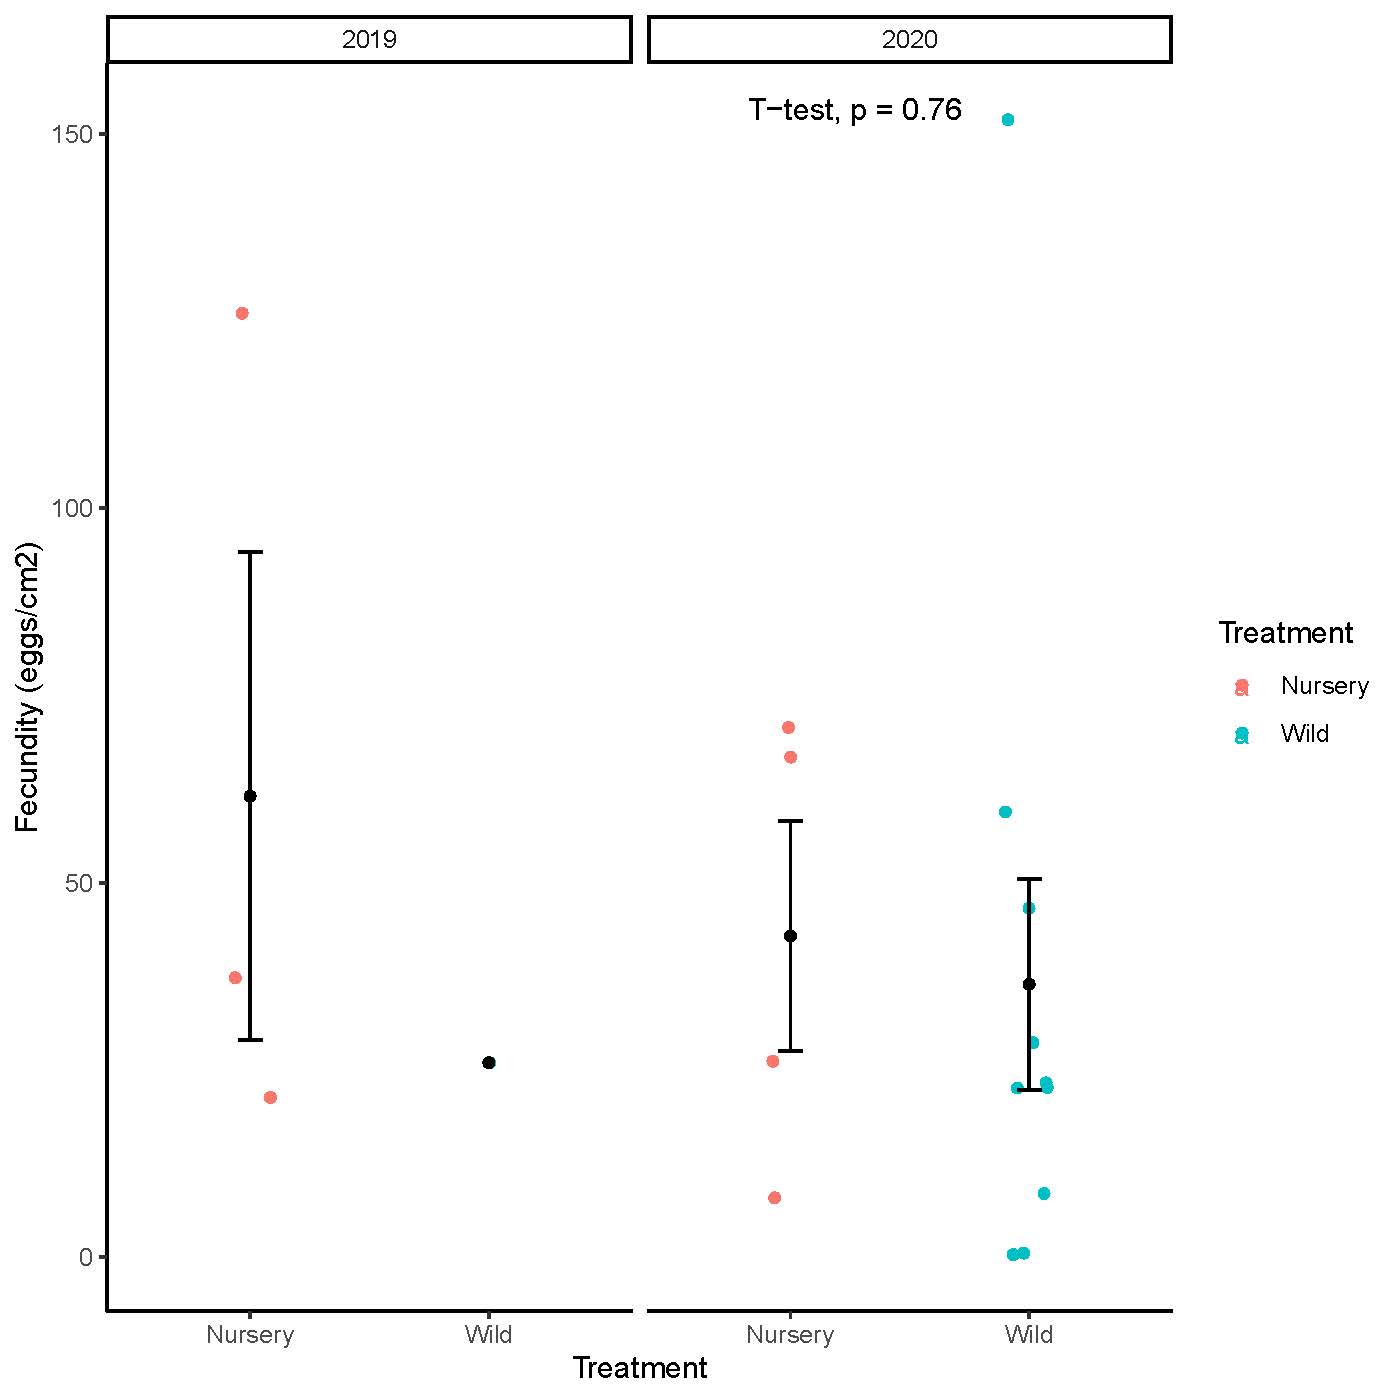 2019
2020
T−test, p = 0.76
150
100
50
0
Fecundity (eggs/cm2)
Nursery
Wild
Nursery
Wild
Treatment
Treatment
a Nursery
a Wild